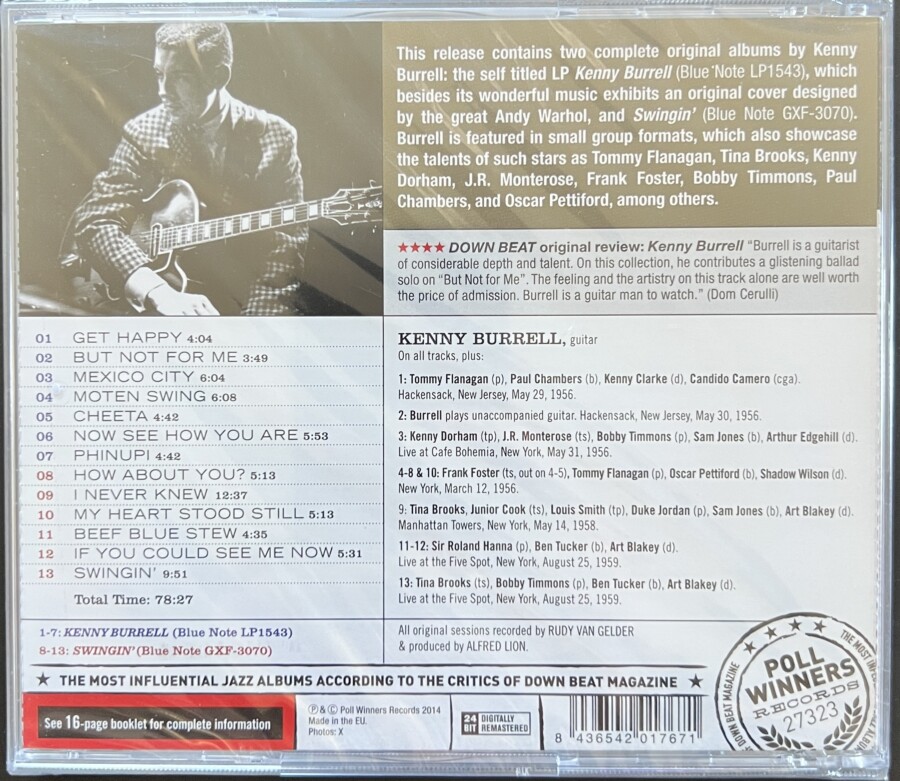 This release contains two complete original albums by Kenny
Burrell: the self titled LP Kenny Burrell (Blue Note LP1543), which
besides its wonderful music exhibits an original cover designed
by the great Andy Warhol, and Swingin' (Blue Note GXF-3070).
Burrell is featured in small group formats, which also showcase
the talents of such stars as Tommy Flanagan, Tina Brooks, Kenny
Dorham, J.R. Monterose, Frank Foster, Bobby Timmons, Paul
Chambers, and Oscar Pettiford, among others.
★★★★ DOWN BEAT original review: Kenny Burrell "Burrell is a guitarist
of considerable depth and talent. On this collection, he contributes a glistening ballad
solo on "But Not for Me". The feeling and the artistry on this track alone are well worth
the price of admission. Burrell is a guitar man to watch." (Dom Cerulli)
01 GET HAPPY 4:04
02 BUT NOT FOR ME 3:49
03 MEXICO CITY 6:04
04 MOTEN SWING 6:08
05 CHEETA 4:42
06 NOW SEE HOW YOU ARE 5:53
07 PHINUPI 4:42
08 HOW ABOUT YOU? 5:13
09 I NEVER KNEW 12:37
10 MY HEART STOOD STILL 5:13
11 BEEF BLUE STEW 4:35
12 IF YOU COULD SEE ME NOW 5:31
13 SWINGIN' 9:51
Total Time: 78:27
1-7: KENNY BURRELL (Blue Note LP1543)
8-13: SWINGIN' (Blue Note GXF-3070)
KENNY BURRELL, guitar
On all tracks, plus:
1: Tommy Flanagan (p), Paul Chambers (b), Kenny Clarke (d), Candido Camero (cga).
Hackensack, New Jersey, May 29, 1956.
2: Burrell plays unaccompanied guitar. Hackensack, New Jersey, May 30, 1956.
3: Kenny Dorham (tp), J.R. Monterose (ts), Bobby Timmons (p), Sam Jones (b), Arthur Edgehill (d).
Live at Cafe Bohemia, New York, May 31, 1956.
4-8 & 10: Frank Foster (ts, out on 4-5), Tommy Flanagan (p), Oscar Pettiford (b), Shadow Wilson (d).
New York, March 12, 1956.
9: Tina Brooks, Junior Cook (ts), Louis Smith (tp), Duke Jordan (p), Sam Jones (b), Art Blakey (d).
Manhattan Towers, New York, May 14, 1958.
11-12: Sir Roland Hanna (p), Ben Tucker (b), Art Blakey (d).
Live at the Five Spot, New York, August 25, 1959.
13: Tina Brooks (ts), Bobby Timmons (p), Ben Tucker (b), Art Blakey (d).
Live at the Five Spot, New York, August 25, 1959.
All original sessions recorded by RUDY VAN GELDER
& produced by ALFRED LION.
★ THE MOST INFLUENTIAL JAZZ ALBUMS ACCORDING TO THE CRITICS OF DOWN BEAT MAGAZINE ★
See 16-page booklet for complete information
Ⓟ & © Poll Winners Records 2014
Made in the EU.
Photos: X
24 BIT DIGITALLY REMASTERED
8 436542 017671
POLL
WINNERS
RECORDS
27323
OF DOWN BEAT MAGAZINE
THE MOST